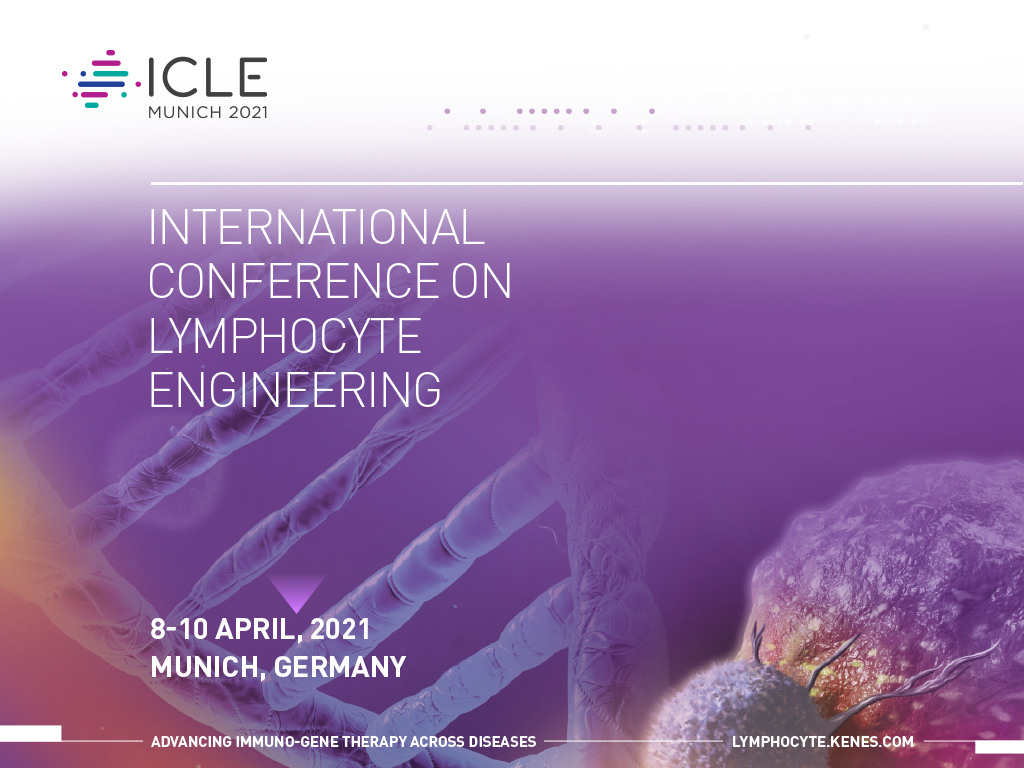 ICLE
MUNICH 2021
INTERNATIONAL
CONFERENCE ON
LYMPHOCYTE
ENGINEERING
8-10 APRIL, 2021
MUNICH, GERMANY
ADVANCING IMMUNO-GENE THERAPY ACROSS DISEASES
LYMPHOCYTE.KENES.COM